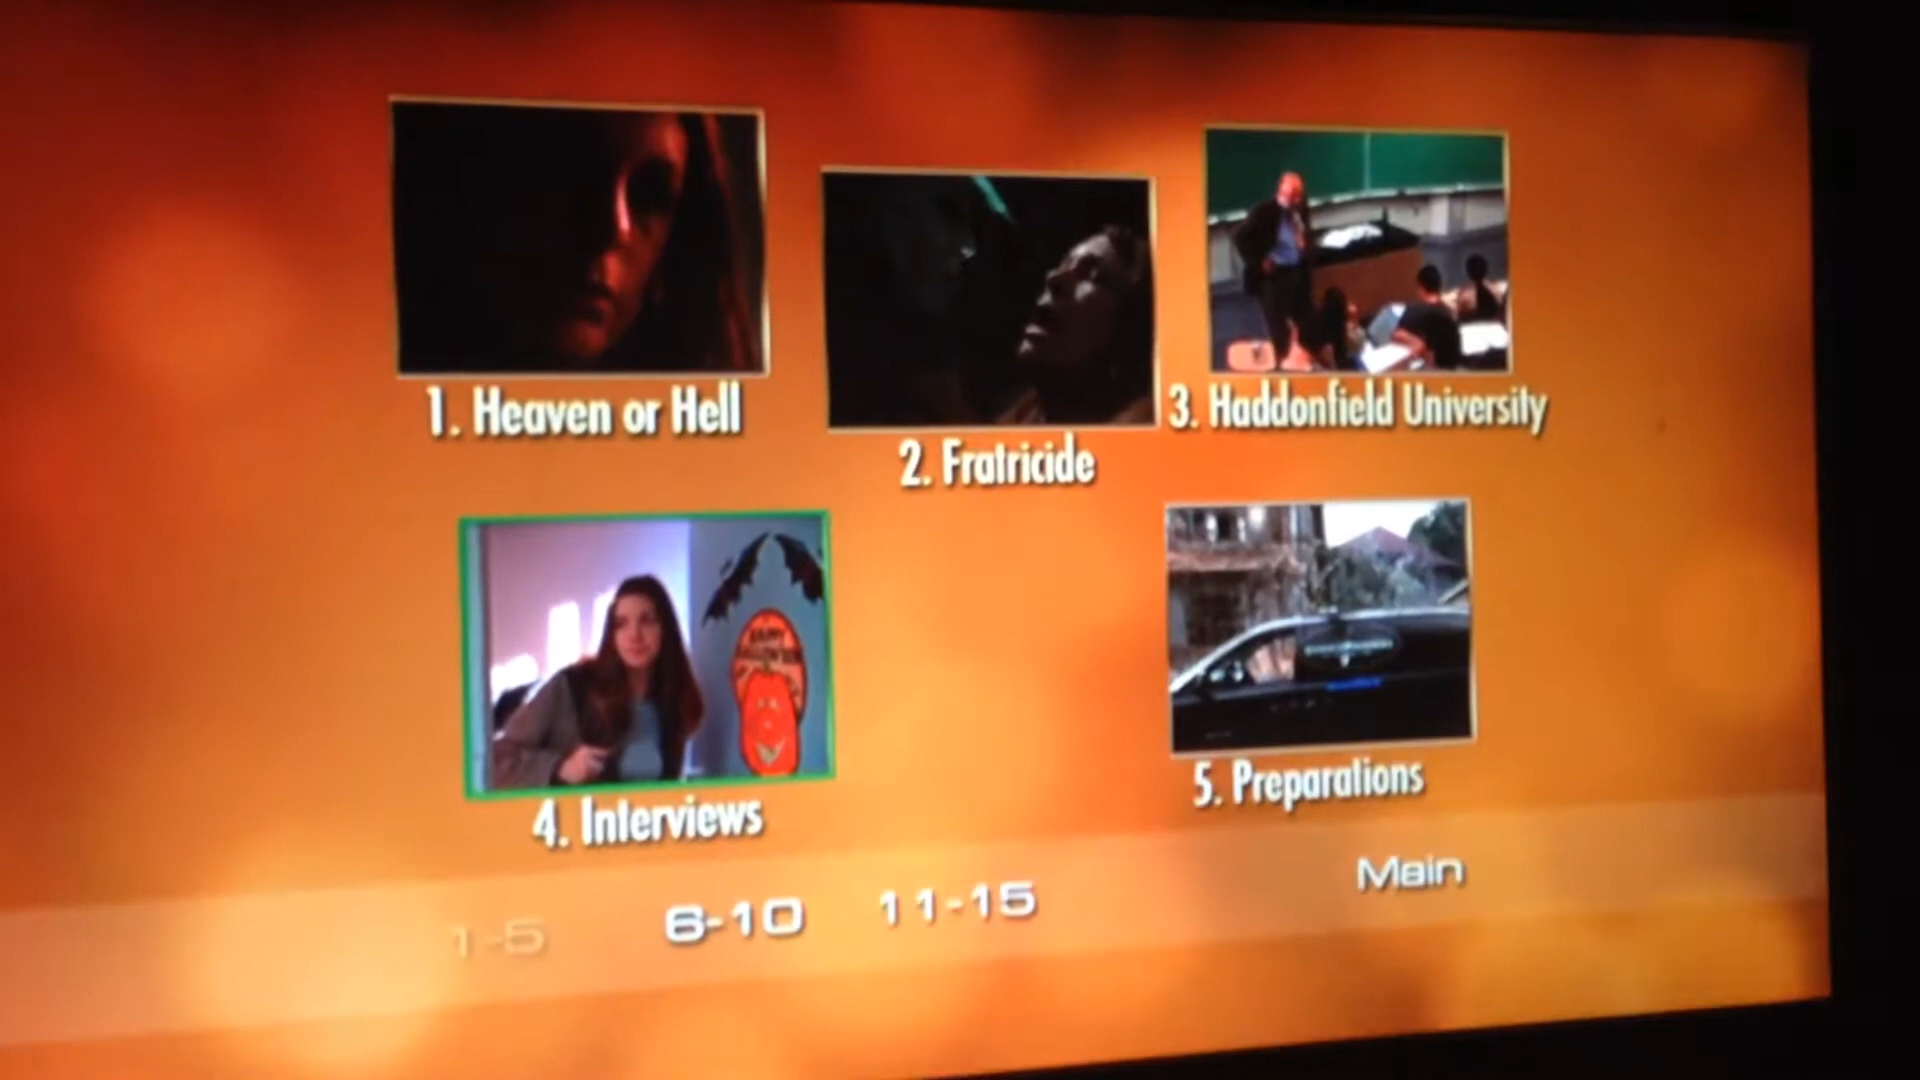 1. Heaven or Hell
2. Fratricide
3. Haddonfield University
HAPPY
4. Interviews
5. Preparations
1-5
6-10
11-15
Main